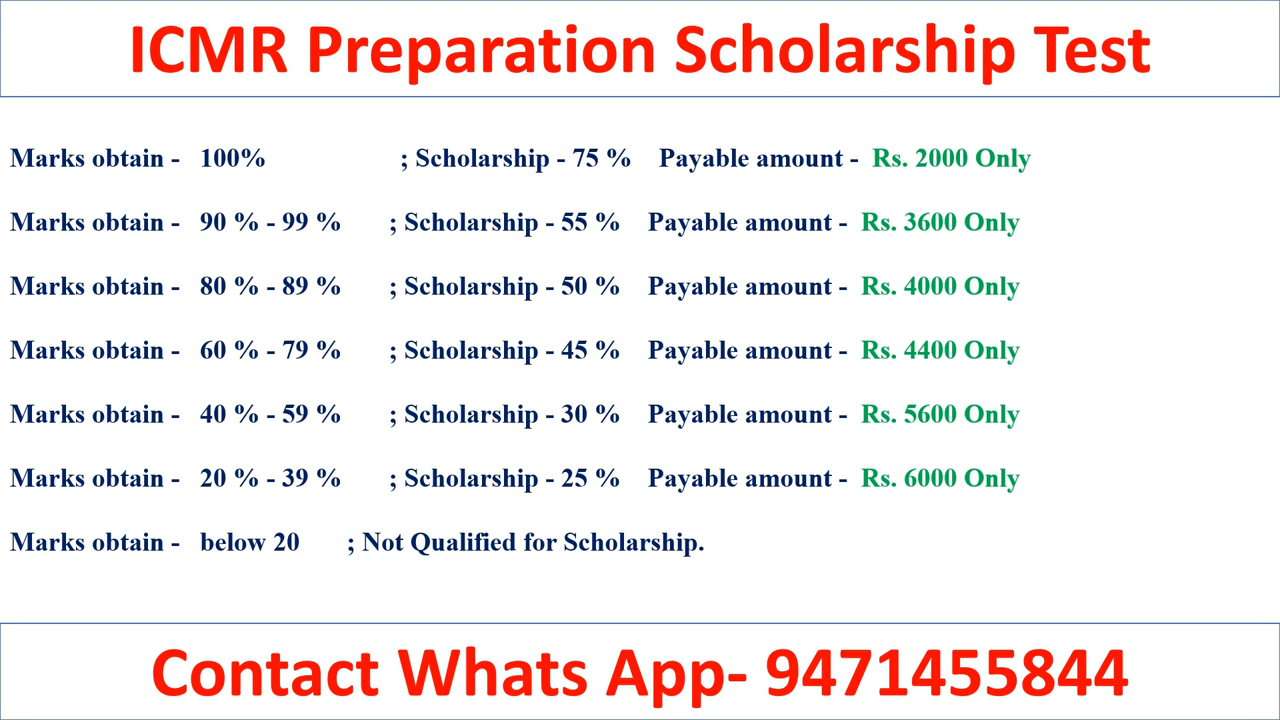 ICMR Preparation Scholarship Test
Marks obtain - 100% ; Scholarship - 75 % Payable amount - Rs. 2000 Only
Marks obtain - 90 % - 99 % ; Scholarship - 55 % Payable amount - Rs. 3600 Only
Marks obtain - 80 % - 89 % ; Scholarship - 50 % Payable amount - Rs. 4000 Only
Marks obtain - 60 % - 79 % ; Scholarship - 45 % Payable amount - Rs. 4400 Only
Marks obtain - 40 % - 59 % ; Scholarship - 30 % Payable amount - Rs. 5600 Only
Marks obtain - 20 % - 39 % ; Scholarship - 25 % Payable amount - Rs. 6000 Only
Marks obtain - below 20 ; Not Qualified for Scholarship.
Contact Whats App- 9471455844